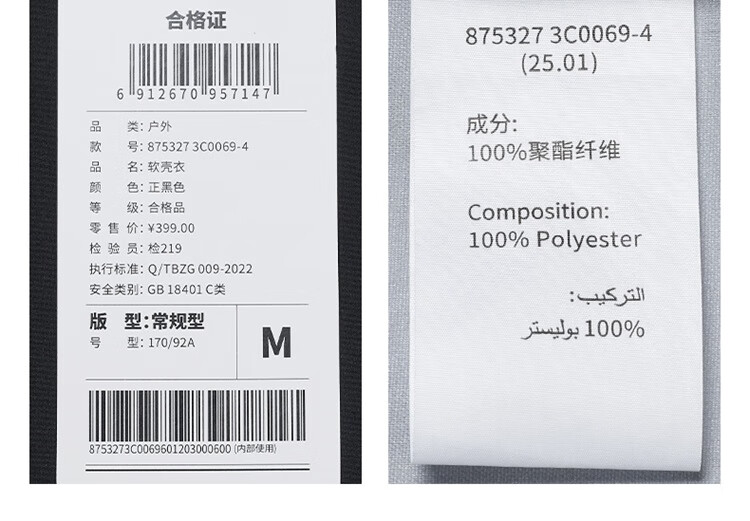 合格证
6 912670 957147
品 类: 户外
款 号: 875327 3C0069-4
品 名: 软壳衣
颜 色: 正黑色
等 级: 合格品
零 售 价: ¥399.00
检 验 员: 检219
执行标准: Q/TBZG 009-2022
安全类别: GB 18401 C类
版 型: 常规型
号 型: 170/92A
M
8753273C0069601203000600 (内部使用)
875327 3C0069-4
(25.01)
成分:
100%聚酯纤维
Composition:
100% Polyester
التركيب:
100% بوليستر